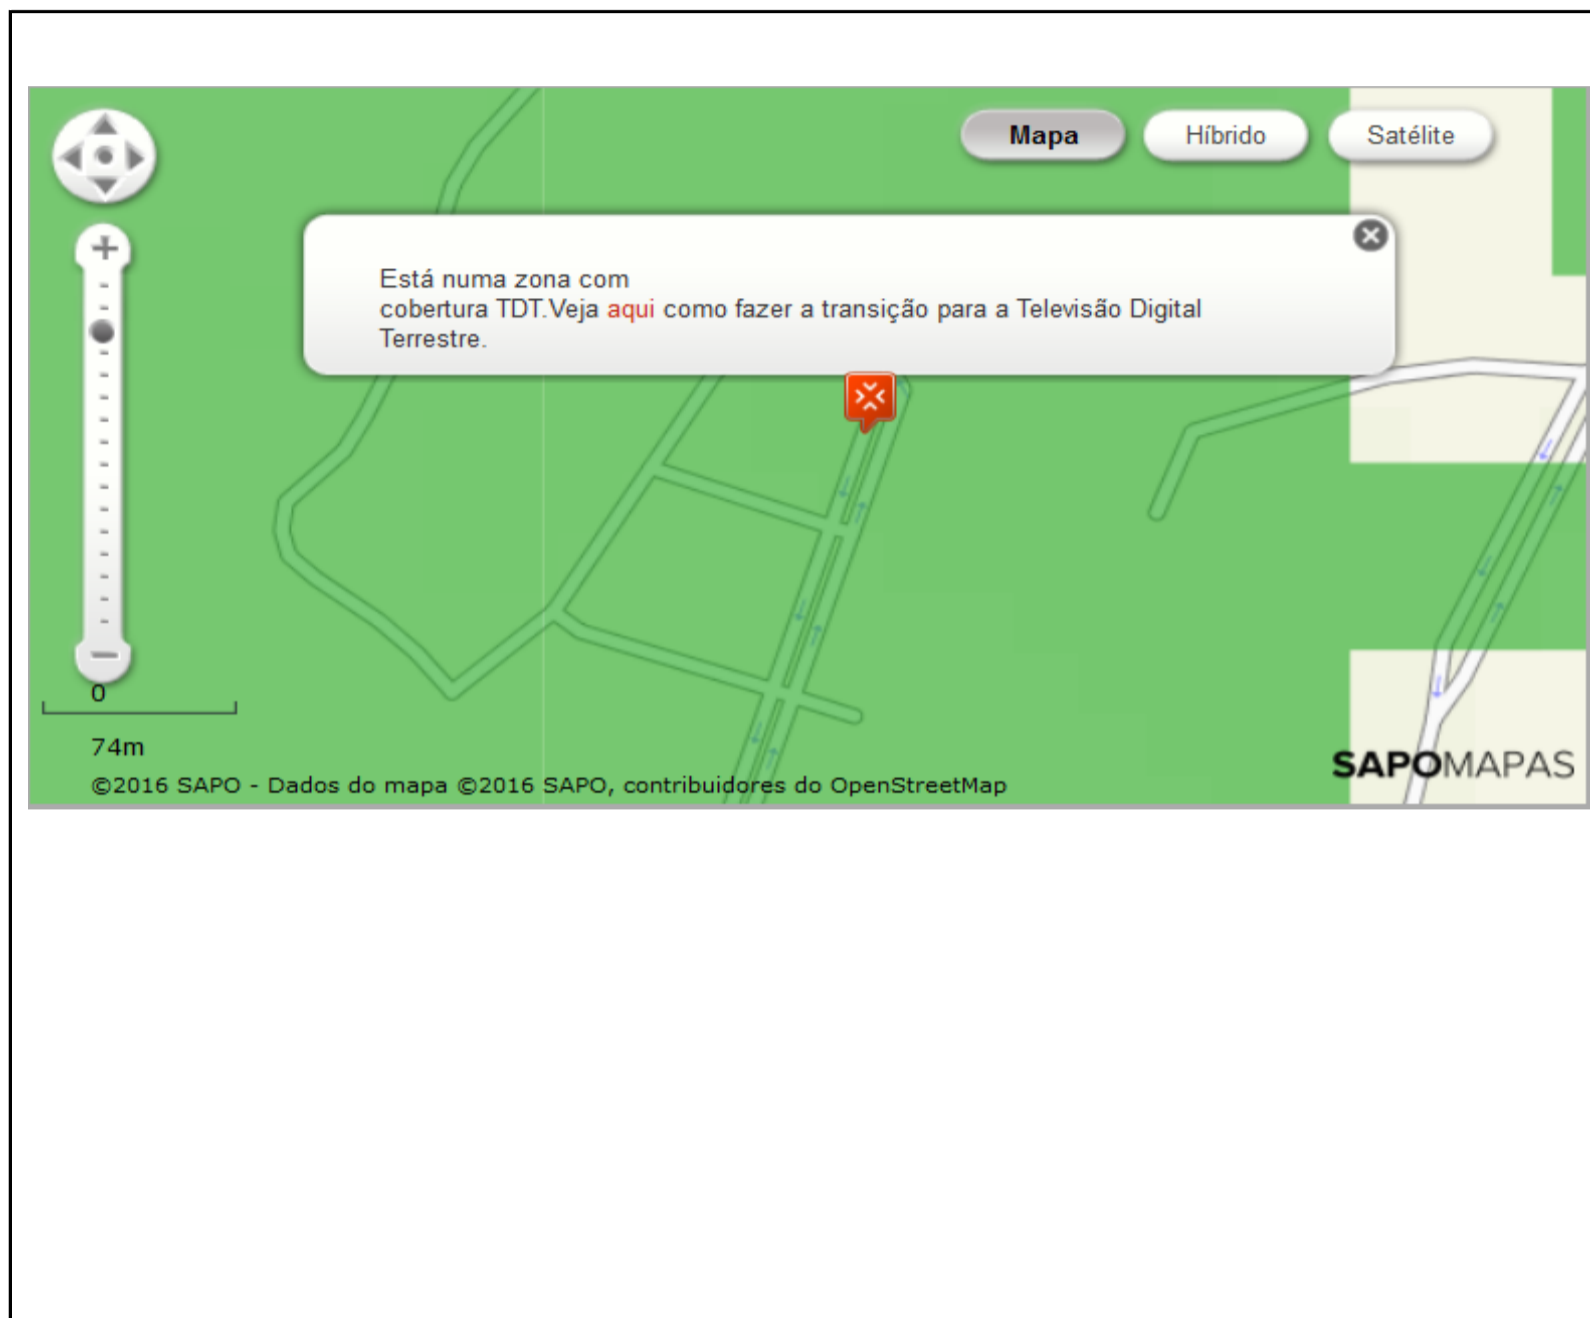 Mapa
Híbrido
Satélite
Está numa zona com
cobertura TDT.Veja aqui como fazer a transição para a Televisão Digital
Terrestre.
0
74m
SAPOMAPAS
©2016 SAPO - Dados do mapa ©2016 SAPO, contribuidores do OpenStreetMap